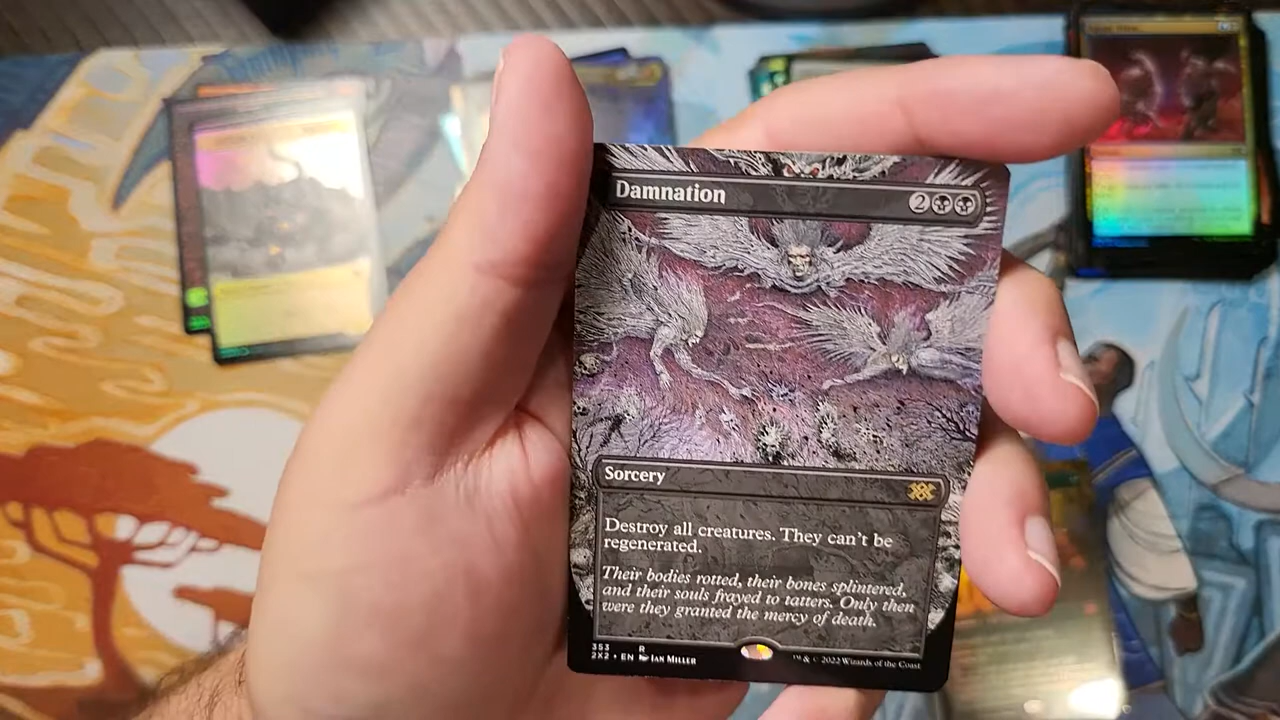 Damnation 2
Sorcery
Destroy all creatures. They can't be
regenerated.
Their bodies rotted, their bones splintered,
and their souls frayed to tatters. Only then
were they granted the mercy of death.
353 R
2X2 • EN IAN MILLER
™ & © 2022 Wizards of the Coast